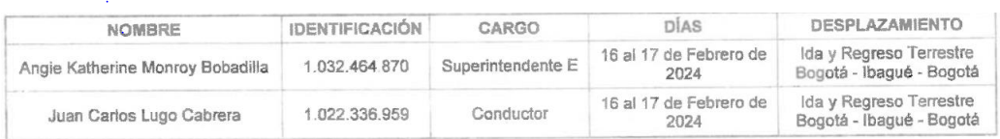 NOMBRE IDENTIFICACIÓN CARGO DÍAS DESPLAZAMIENTO
Angie Katherine Monroy Bobadilla 1.032.464.870 Superintendente E 16 al 17 de Febrero de 2024 Ida y Regreso Terrestre Bogotá - Ibagué - Bogotá
Juan Carlos Lugo Cabrera 1.022.336.959 Conductor 16 al 17 de Febrero de 2024 Ida y Regreso Terrestre Bogotá - Ibagué - Bogotá